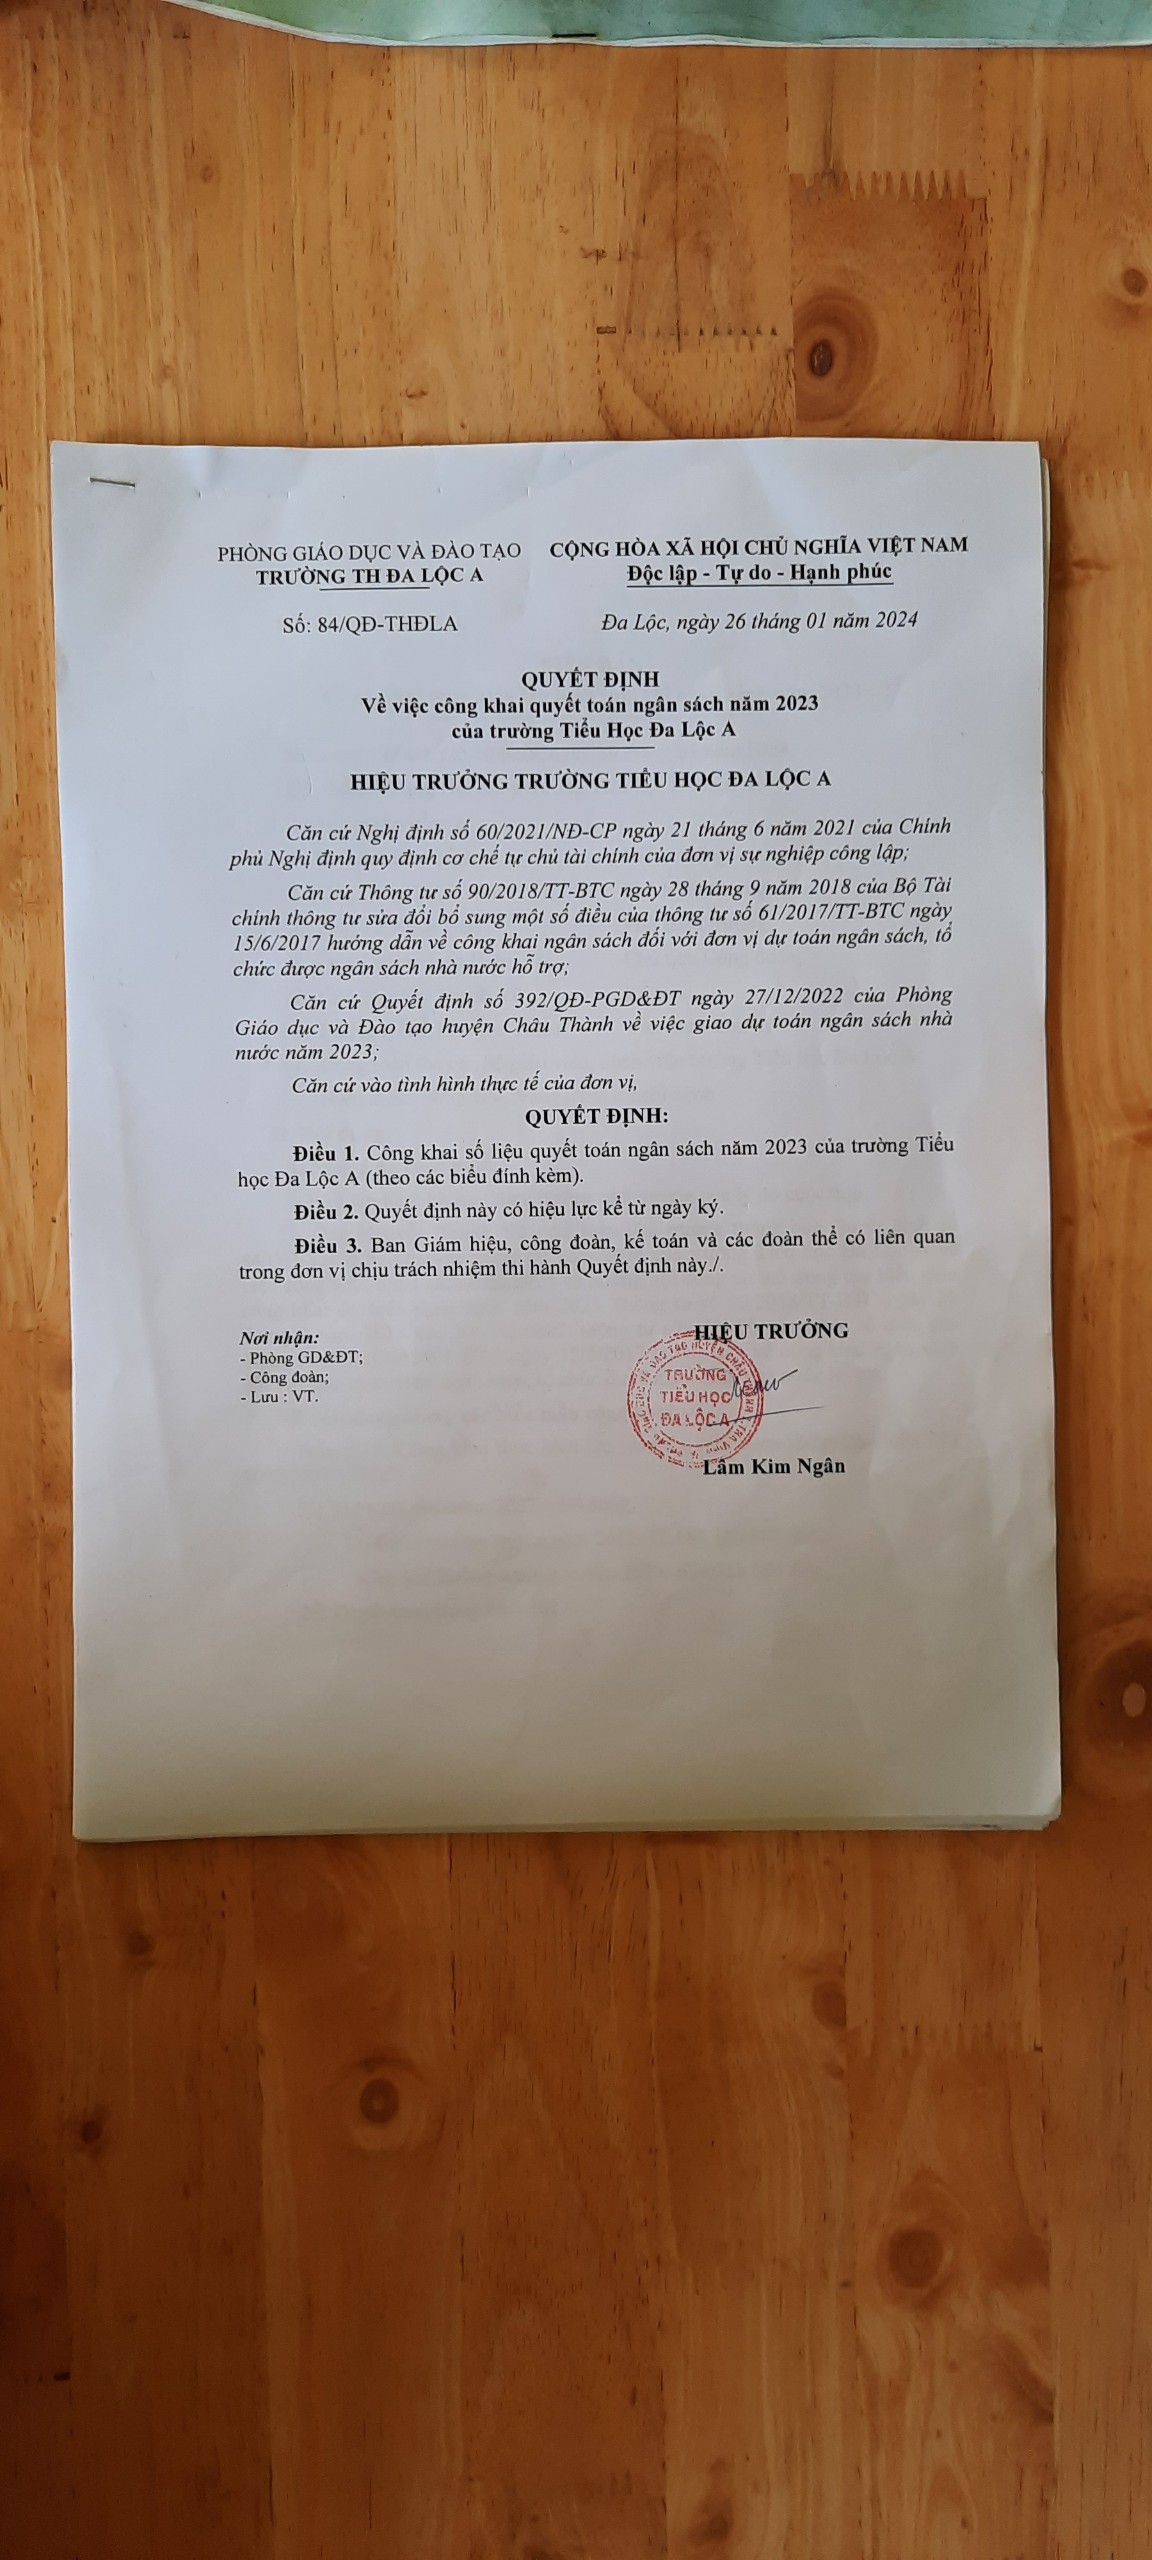 PHÒNG GIÁO DỤC VÀ ĐÀO TẠO
TRƯỜNG TH ĐA LỘC A
CỘNG HÒA XÃ HỘI CHỦ NGHĨA VIỆT NAM
Độc lập - Tự do - Hạnh phúc
Số: 84/QĐ-THĐLA
Đa Lộc, ngày 26 tháng 01 năm 2024
QUYẾT ĐỊNH
Về việc công khai quyết toán ngân sách năm 2023
của trường Tiểu Học Đa Lộc A
HIỆU TRƯỞNG TRƯỜNG TIỂU HỌC ĐA LỘC A
Căn cứ Nghị định số 60/2021/NĐ-CP ngày 21 tháng 6 năm 2021 của Chính
phủ Nghị định quy định cơ chế tự chủ tài chính của đơn vị sự nghiệp công lập;
Căn cứ Thông tư số 90/2018/TT-BTC ngày 28 tháng 9 năm 2018 của Bộ Tài
chính thông tư sửa đổi bổ sung một số điều của thông tư số 61/2017/TT-BTC ngày
15/6/2017 hướng dẫn về công khai ngân sách đối với đơn vị dự toán ngân sách, tổ
chức được ngân sách nhà nước hỗ trợ;
Căn cứ Quyết định số 392/QĐ-PGD&ĐT ngày 27/12/2022 của Phòng
Giáo dục và Đào tạo huyện Châu Thành về việc giao dự toán ngân sách nhà
nước năm 2023;
Căn cứ vào tình hình thực tế của đơn vị,
QUYẾT ĐỊNH:
Điều 1. Công khai số liệu quyết toán ngân sách năm 2023 của trường Tiểu
học Đa Lộc A (theo các biểu đính kèm).
Điều 2. Quyết định này có hiệu lực kể từ ngày ký.
Điều 3. Ban Giám hiệu, công đoàn, kế toán và các đoàn thể có liên quan
trong đơn vị chịu trách nhiệm thi hành Quyết định này./.
Nơi nhận:
- Phòng GD&ĐT;
- Công đoàn;
- Lưu : VT.
HIỆU TRƯỞNG
TRƯỜNG
TIỂU HỌC
ĐA LỘC A
Lâm Kim Ngân